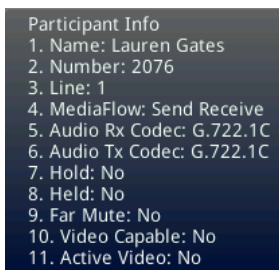 Participant Info
1. Name: Lauren Gates
2. Number: 2076
3. Line: 1
4. MediaFlow: Send Receive
5. Audio Rx Codec: G.722.1C
6. Audio Tx Codec: G.722.1C
7. Hold: No
8. Held: No
9. Far Mute: No
10. Video Capable: No
11. Active Video: No